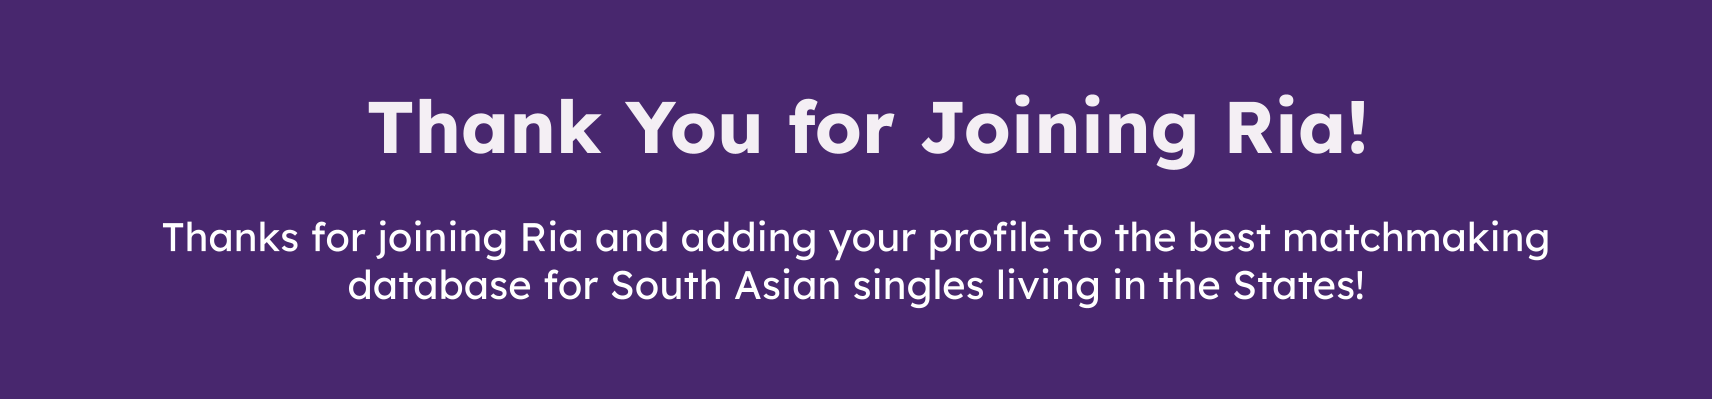 Thank You for Joining Ria!
Thanks for joining Ria and adding your profile to the best matchmaking
database for South Asian singles living in the States!